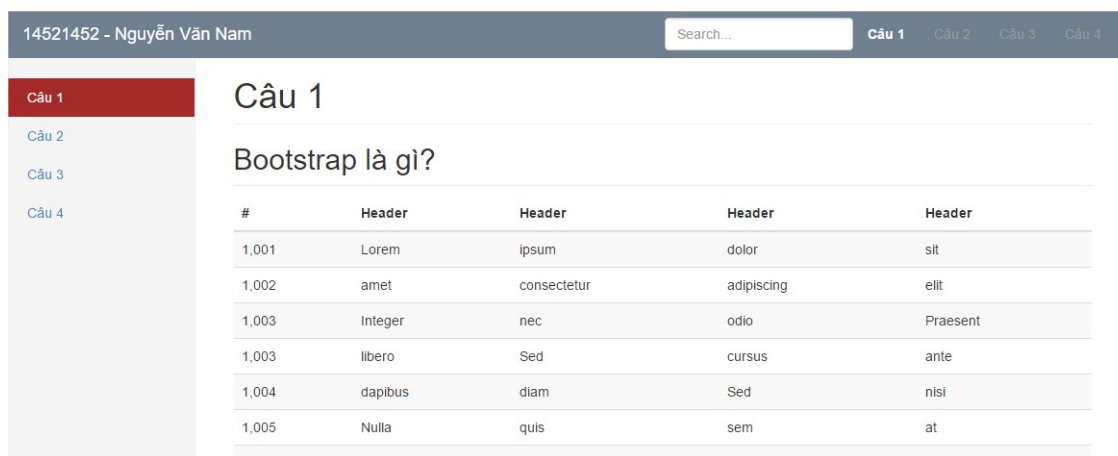 14521452 - Nguyễn Văn Nam Search... Câu 1 Câu 2 Câu 3 Câu 4
Câu 1
Câu 2
Câu 3
Câu 4
Câu 1
Bootstrap là gì?
# Header Header Header Header
1,001 Lorem ipsum dolor sit
1,002 amet consectetur adipiscing elit
1,003 Integer nec odio Praesent
1,003 libero Sed cursus ante
1,004 dapibus diam Sed nisi
1,005 Nulla quis sem at